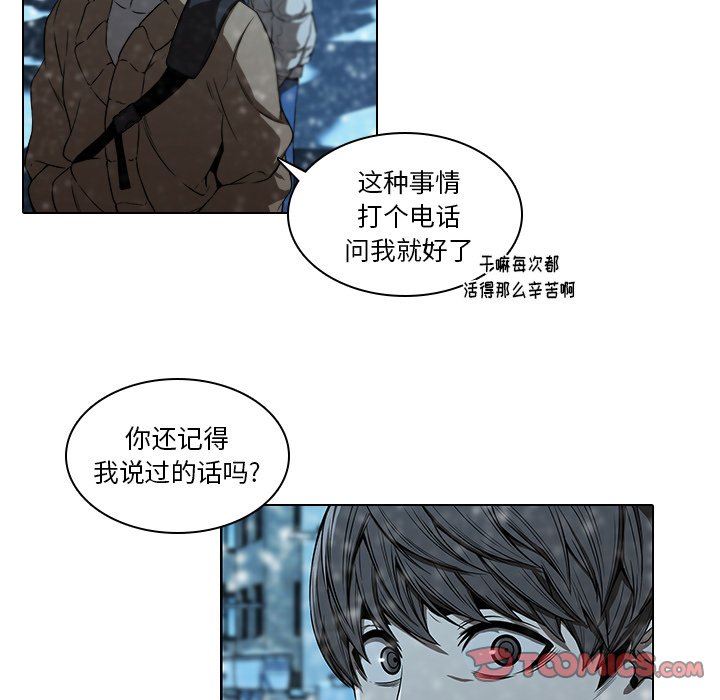 这种事情
打个电话
问我就好了
干嘛每次都
活得那么辛苦啊
你还记得
我说过的话吗?
TOOMICS.COM